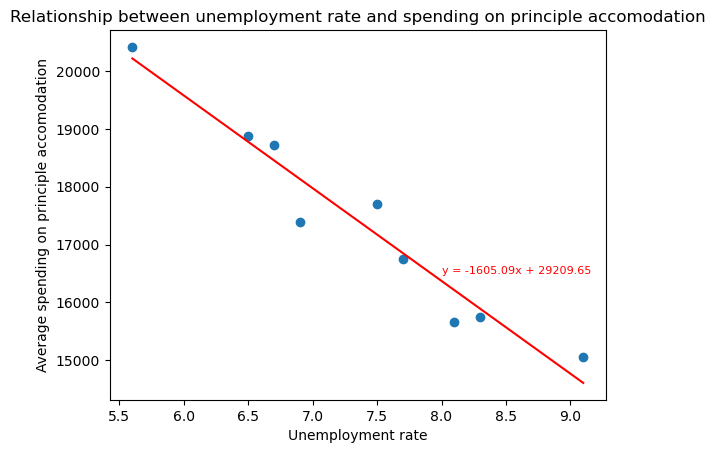 Relationship between unemployment rate and spending on principle accomodation
Average spending on principle accomodation
20000
19000
18000
17000
16000
15000
y = -1605.09x + 29209.65
5.5 6.0 6.5 7.0 7.5 8.0 8.5 9.0
Unemployment rate